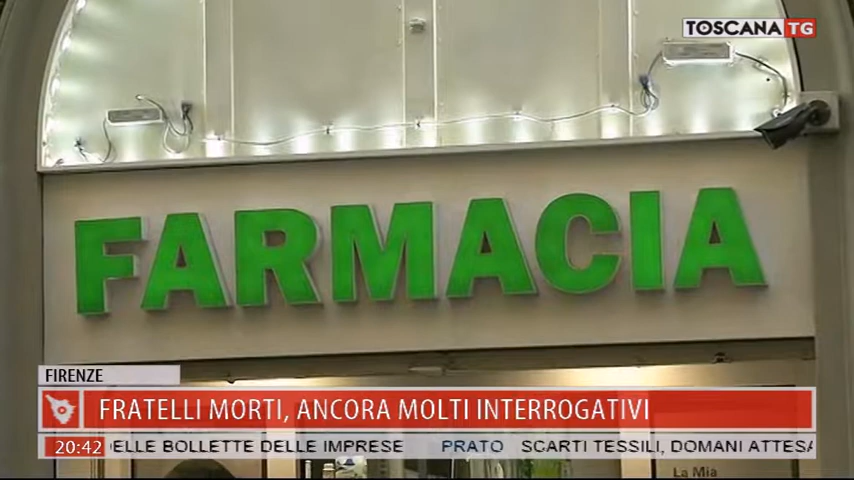 TOSCANA TG
FARMACIA
FIRENZE
FRATELLI MORTI, ANCORA MOLTI INTERROGATIVI
20:42 DELLE BOLLETTE DELLE IMPRESE PRATO SCARTI TESSILI, DOMANI ATTESA
La Mia